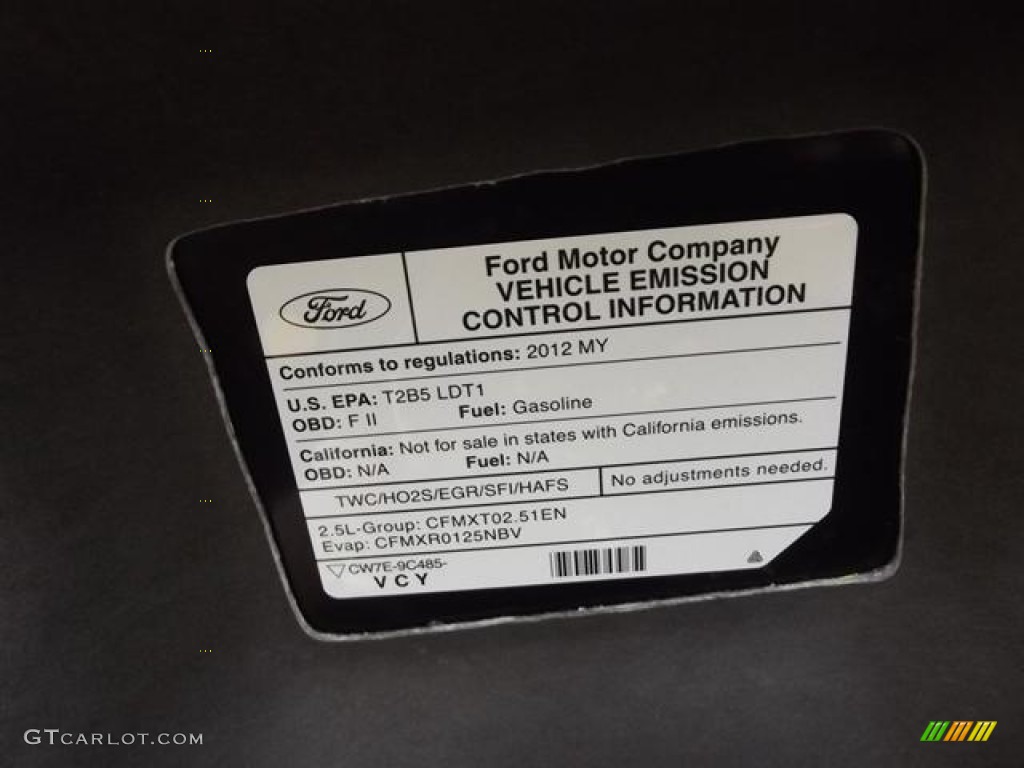 Ford
Ford Motor Company
VEHICLE EMISSION
CONTROL INFORMATION
Conforms to regulations: 2012 MY
U.S. EPA: T2B5 LDT1
OBD: F II Fuel: Gasoline
California: Not for sale in states with California emissions.
OBD: N/A Fuel: N/A
TWC/HO2S/EGR/SFI/HAFS No adjustments needed.
2.5L-Group: CFMXT02.51EN
Evap: CFMXR0125NBV
CW7E-9C485-
V C Y
GTCARLOT.COM